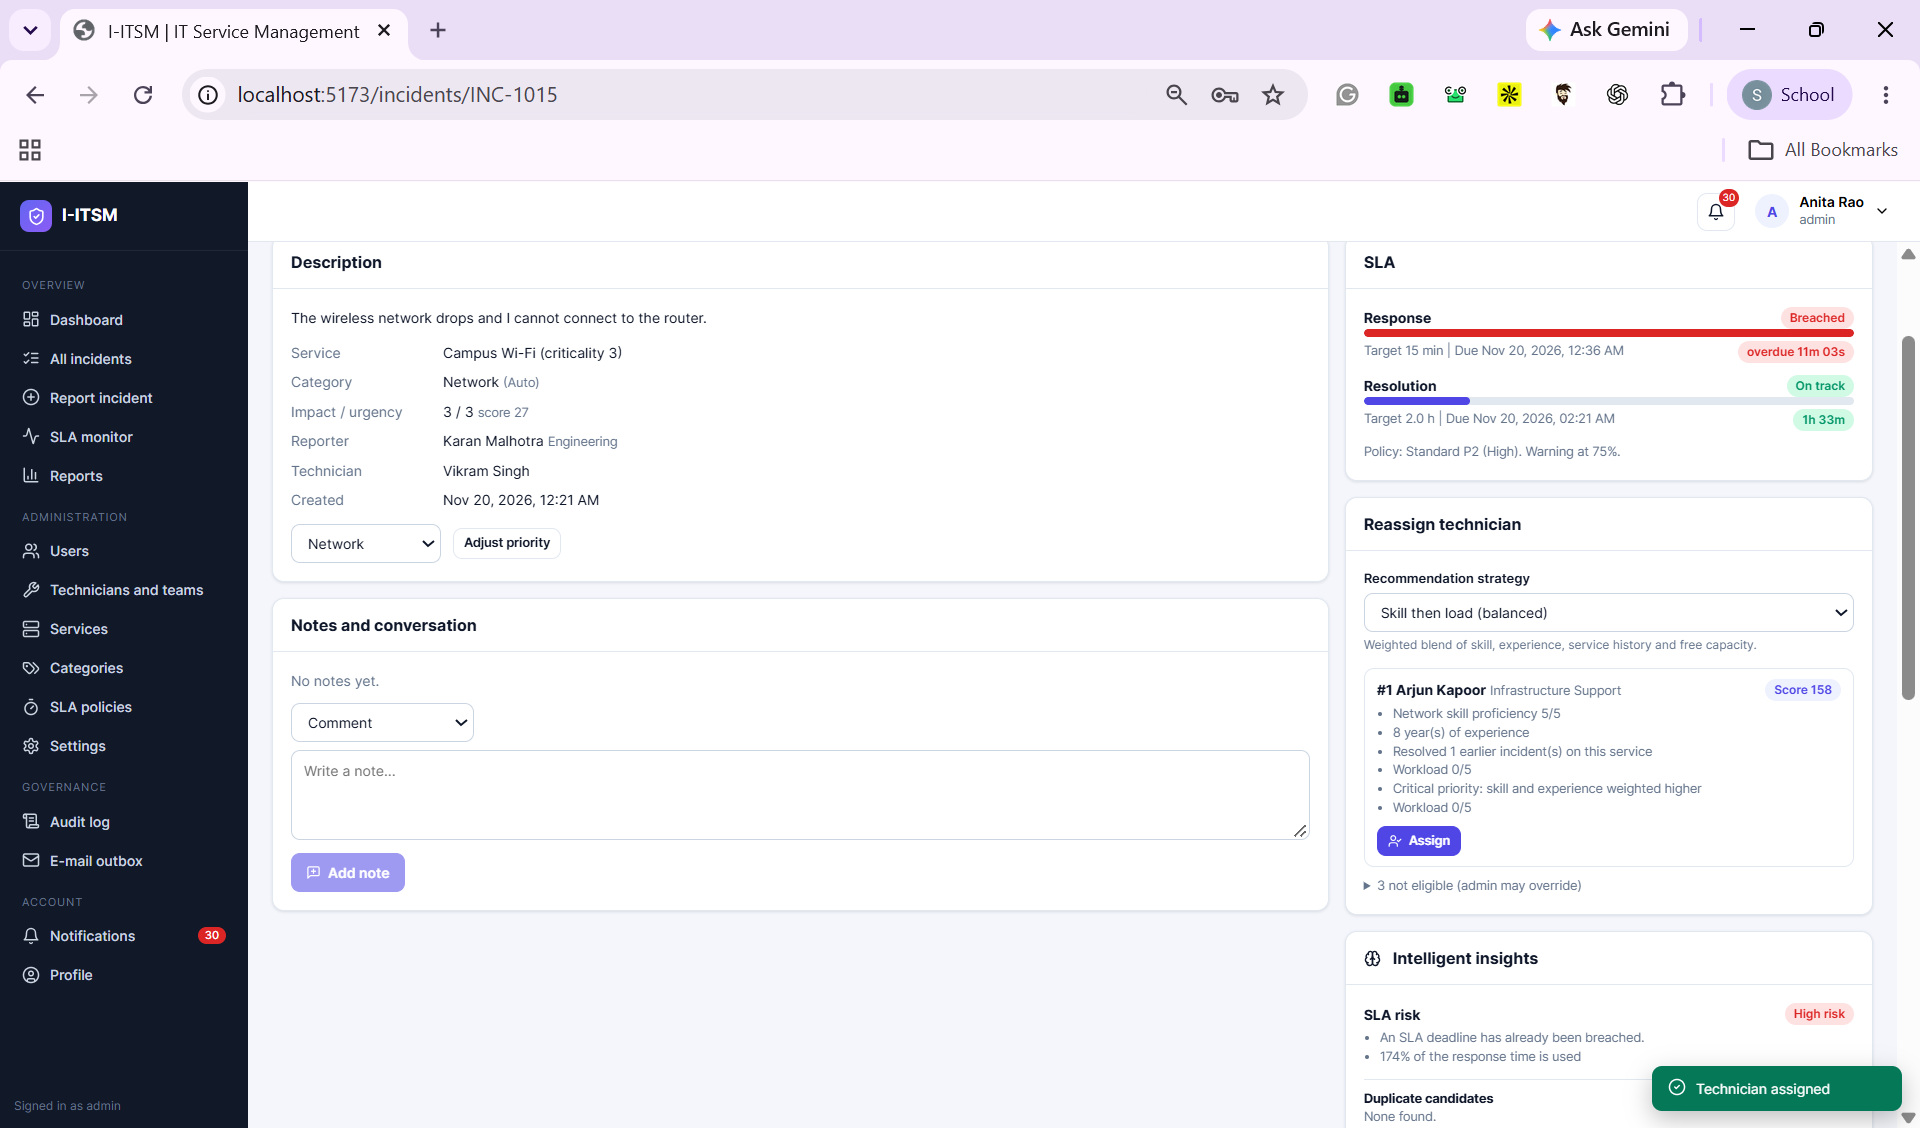 I-ITSM | IT Service Management
Ask Gemini
localhost:5173/incidents/INC-1015
S School
All Bookmarks
I-ITSM
30
A
Anita Rao
admin
OVERVIEW
Dashboard
All incidents
Report incident
SLA monitor
Reports
ADMINISTRATION
Users
Technicians and teams
Services
Categories
SLA policies
Settings
GOVERNANCE
Audit log
E-mail outbox
ACCOUNT
Notifications 30
Profile
Signed in as admin
Description
The wireless network drops and I cannot connect to the router.
Service Campus Wi-Fi (criticality 3)
Category Network (Auto)
Impact / urgency 3 / 3 score 27
Reporter Karan Malhotra Engineering
Technician Vikram Singh
Created Nov 20, 2026, 12:21 AM
Network Adjust priority
Notes and conversation
No notes yet.
Comment
Write a note...
Add note
SLA
Response Breached
Target 15 min | Due Nov 20, 2026, 12:36 AM overdue 11m 03s
Resolution On track
Target 2.0 h | Due Nov 20, 2026, 02:21 AM 1h 33m
Policy: Standard P2 (High). Warning at 75%.
Reassign technician
Recommendation strategy
Skill then load (balanced)
Weighted blend of skill, experience, service history and free capacity.
#1 Arjun Kapoor Infrastructure Support Score 158
• Network skill proficiency 5/5
• 8 year(s) of experience
• Resolved 1 earlier incident(s) on this service
• Workload 0/5
• Critical priority: skill and experience weighted higher
• Workload 0/5
Assign
3 not eligible (admin may override)
Intelligent insights
SLA risk High risk
• An SLA deadline has already been breached.
• 174% of the response time is used
Duplicate candidates
None found.
Technician assigned